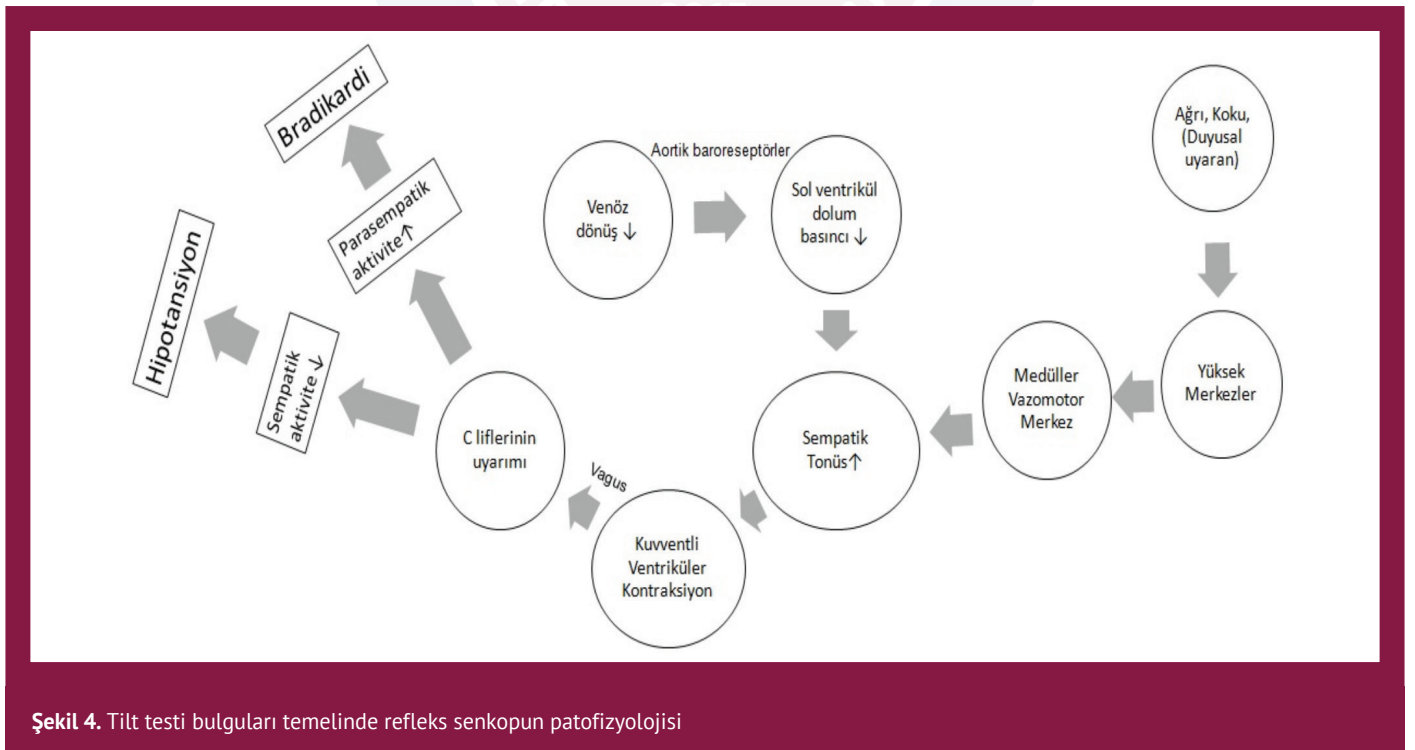 Bradikardi
Parasempatik
aktivite↑
Hipotansiyon
Sempatik
aktivite ↓
Venöz
dönüş ↓
Aortik baroreseptörler
Sol ventrikül
dolum
basıncı ↓
Ağrı, Koku,
(Duyusal
uyaran)
Yüksek
Merkezler
Medüller
Vazomotor
Merkez
Sempatik
Tonüs↑
Kuvventli
Ventriküler
Kontraksiyon
Vagus
C liflerinin
uyarımı
Şekil 4. Tilt testi bulguları temelinde refleks senkopun patofizyolojisi